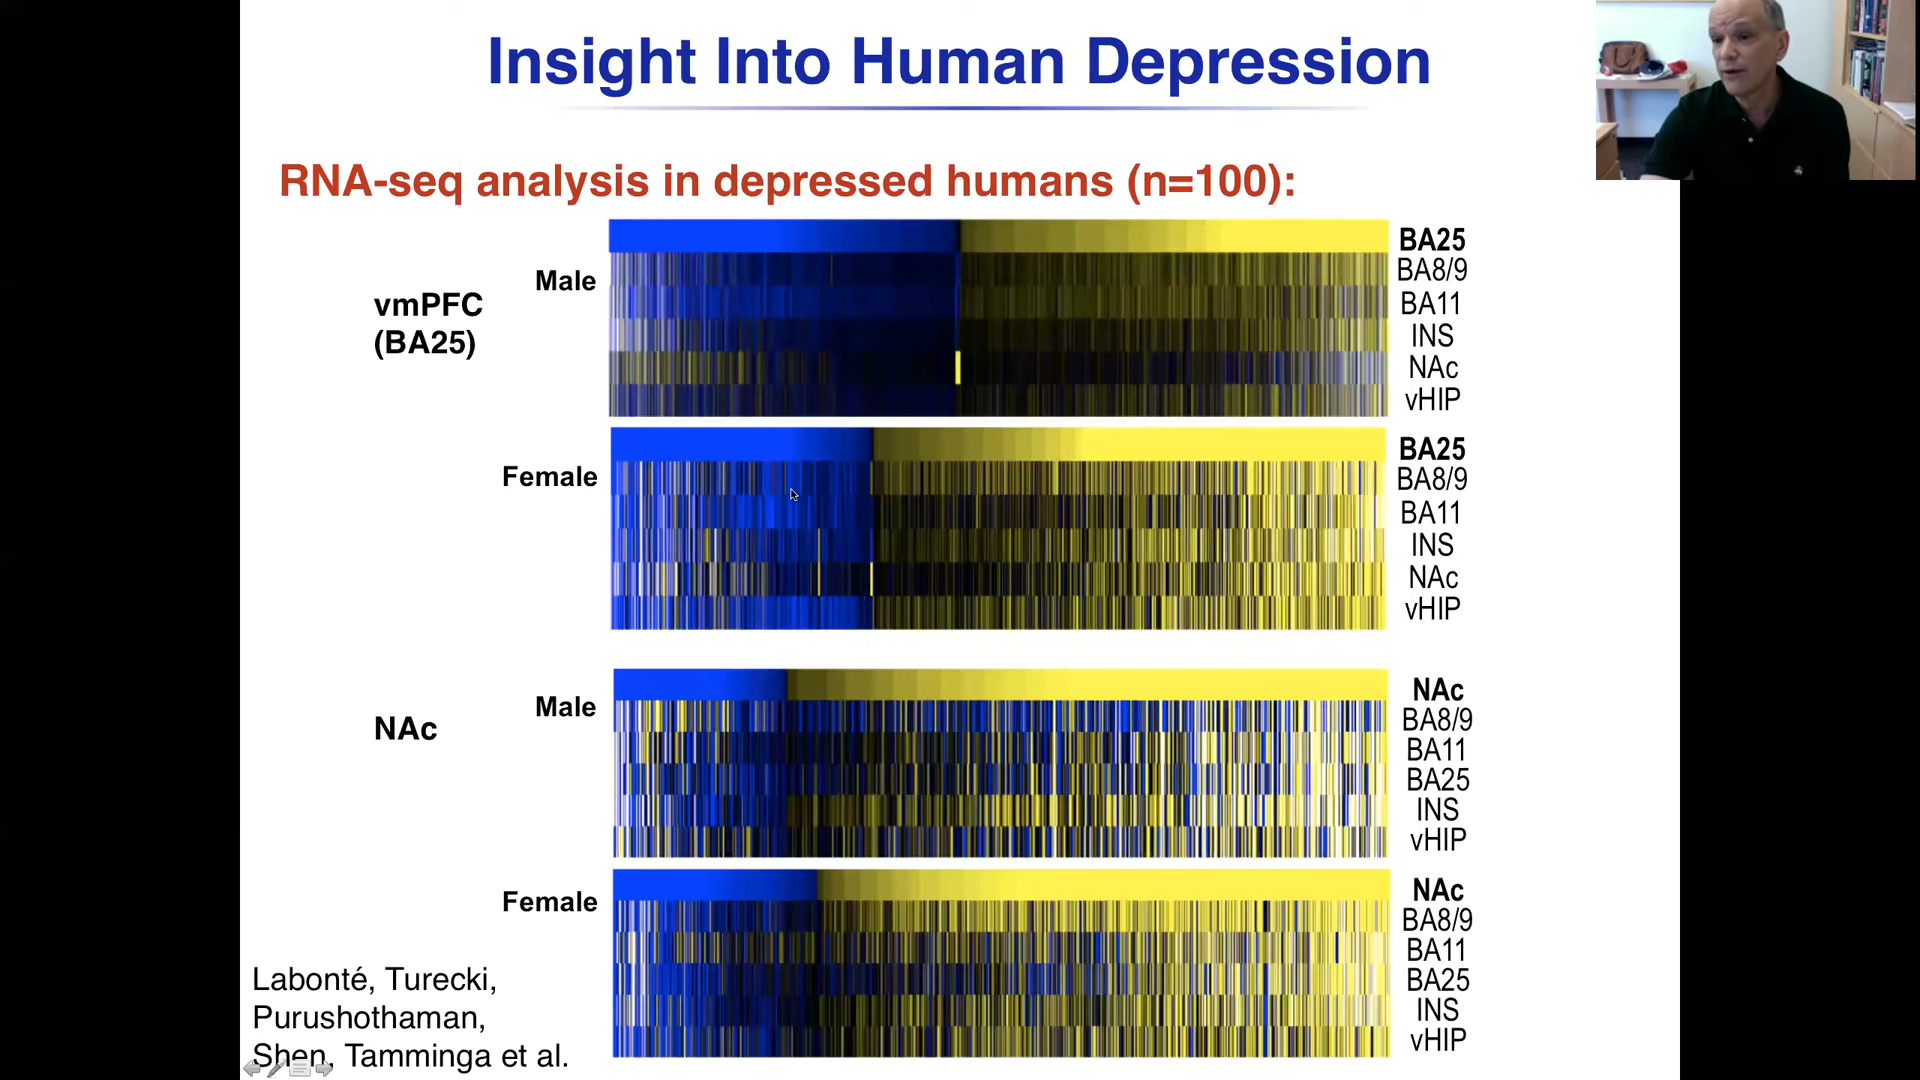 Insight Into Human Depression
RNA-seq analysis in depressed humans (n=100):
vmPFC
(BA25)
Male
BA25
BA8/9
BA11
INS
NAc
vHIP
Female
BA25
BA8/9
BA11
INS
NAc
vHIP
NAc
Male
NAc
BA8/9
BA11
BA25
INS
vHIP
Female
NAc
BA8/9
BA11
BA25
INS
vHIP
Labonté, Turecki,
Purushothaman,
Shen, Tamminga et al.